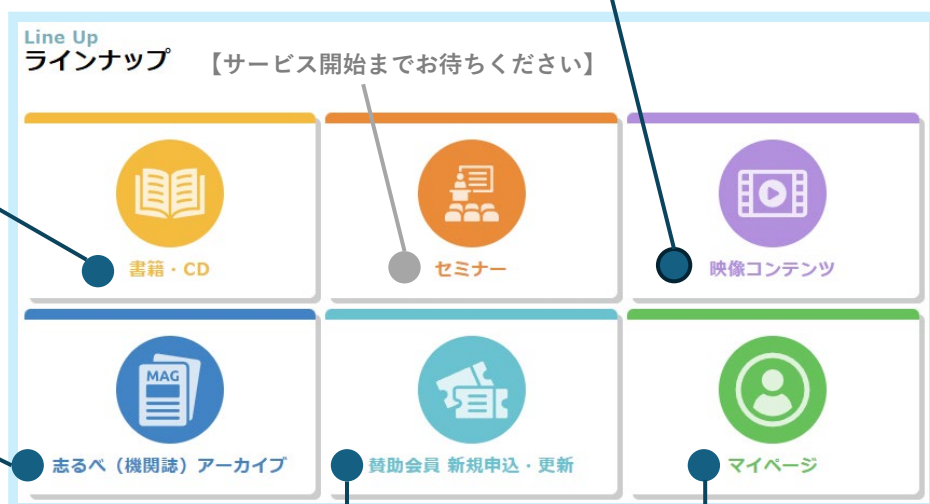 Line Up
ラインナップ
【サービス開始までお待ちください】
書籍・CD
セミナー
映像コンテンツ
MAG
志るべ（機関誌）アーカイブ
賛助会員 新規申込・更新
マイページ